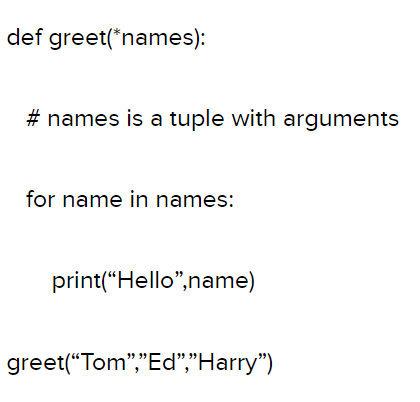 def greet(*names):
# names is a tuple with arguments
for name in names:
print(“Hello”,name)
greet(“Tom”,”Ed”,”Harry”)